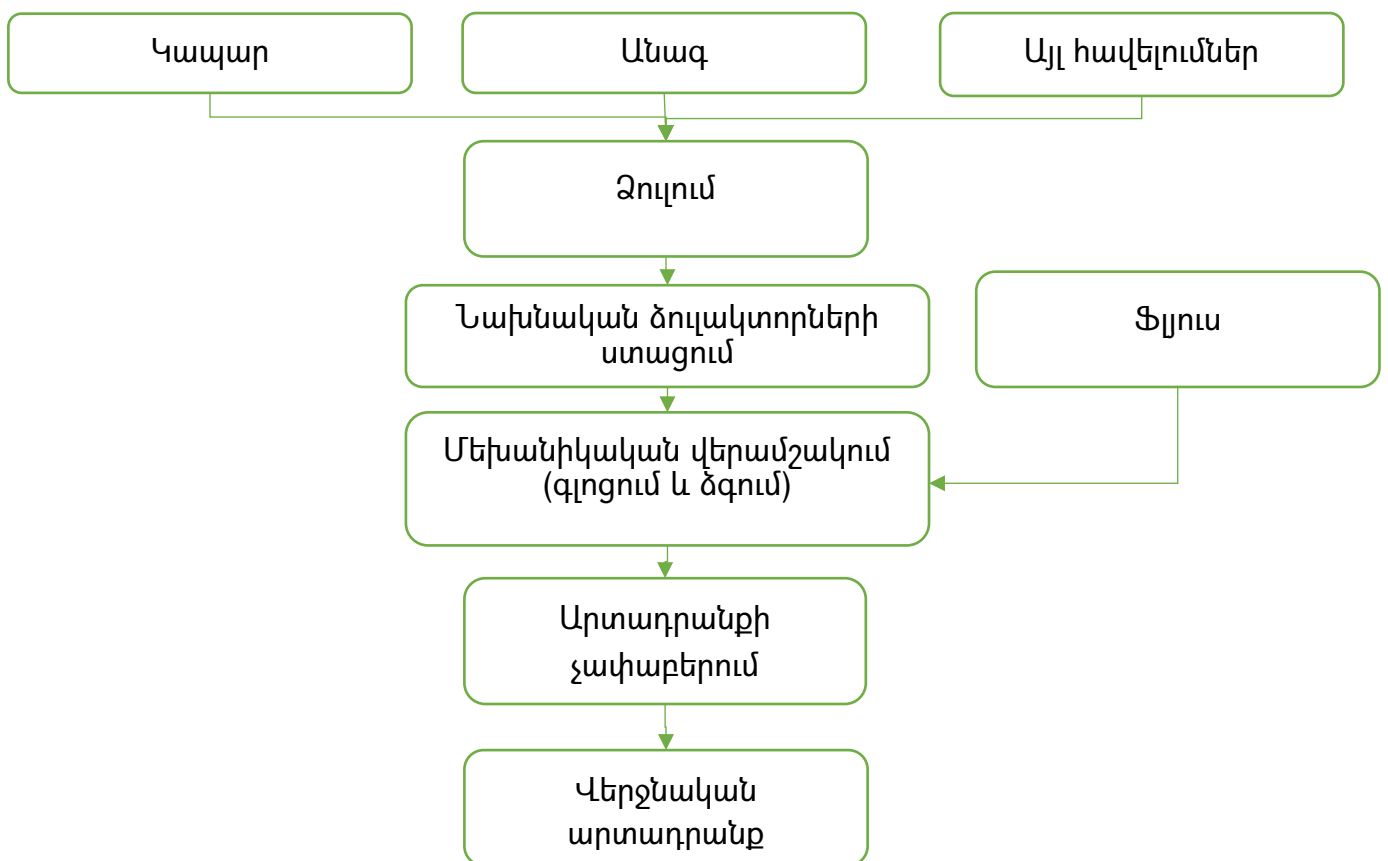 Կապար
Անագ
Այլ հավելումներ
Ձուլում
Նախնական ձուլակտորների
ստացում
Ֆլյուս
Մեխանիկական վերամշակում
(գլոցում և ձգում)
Արտադրանքի
չափաբերում
Վերջնական
արտադրանք